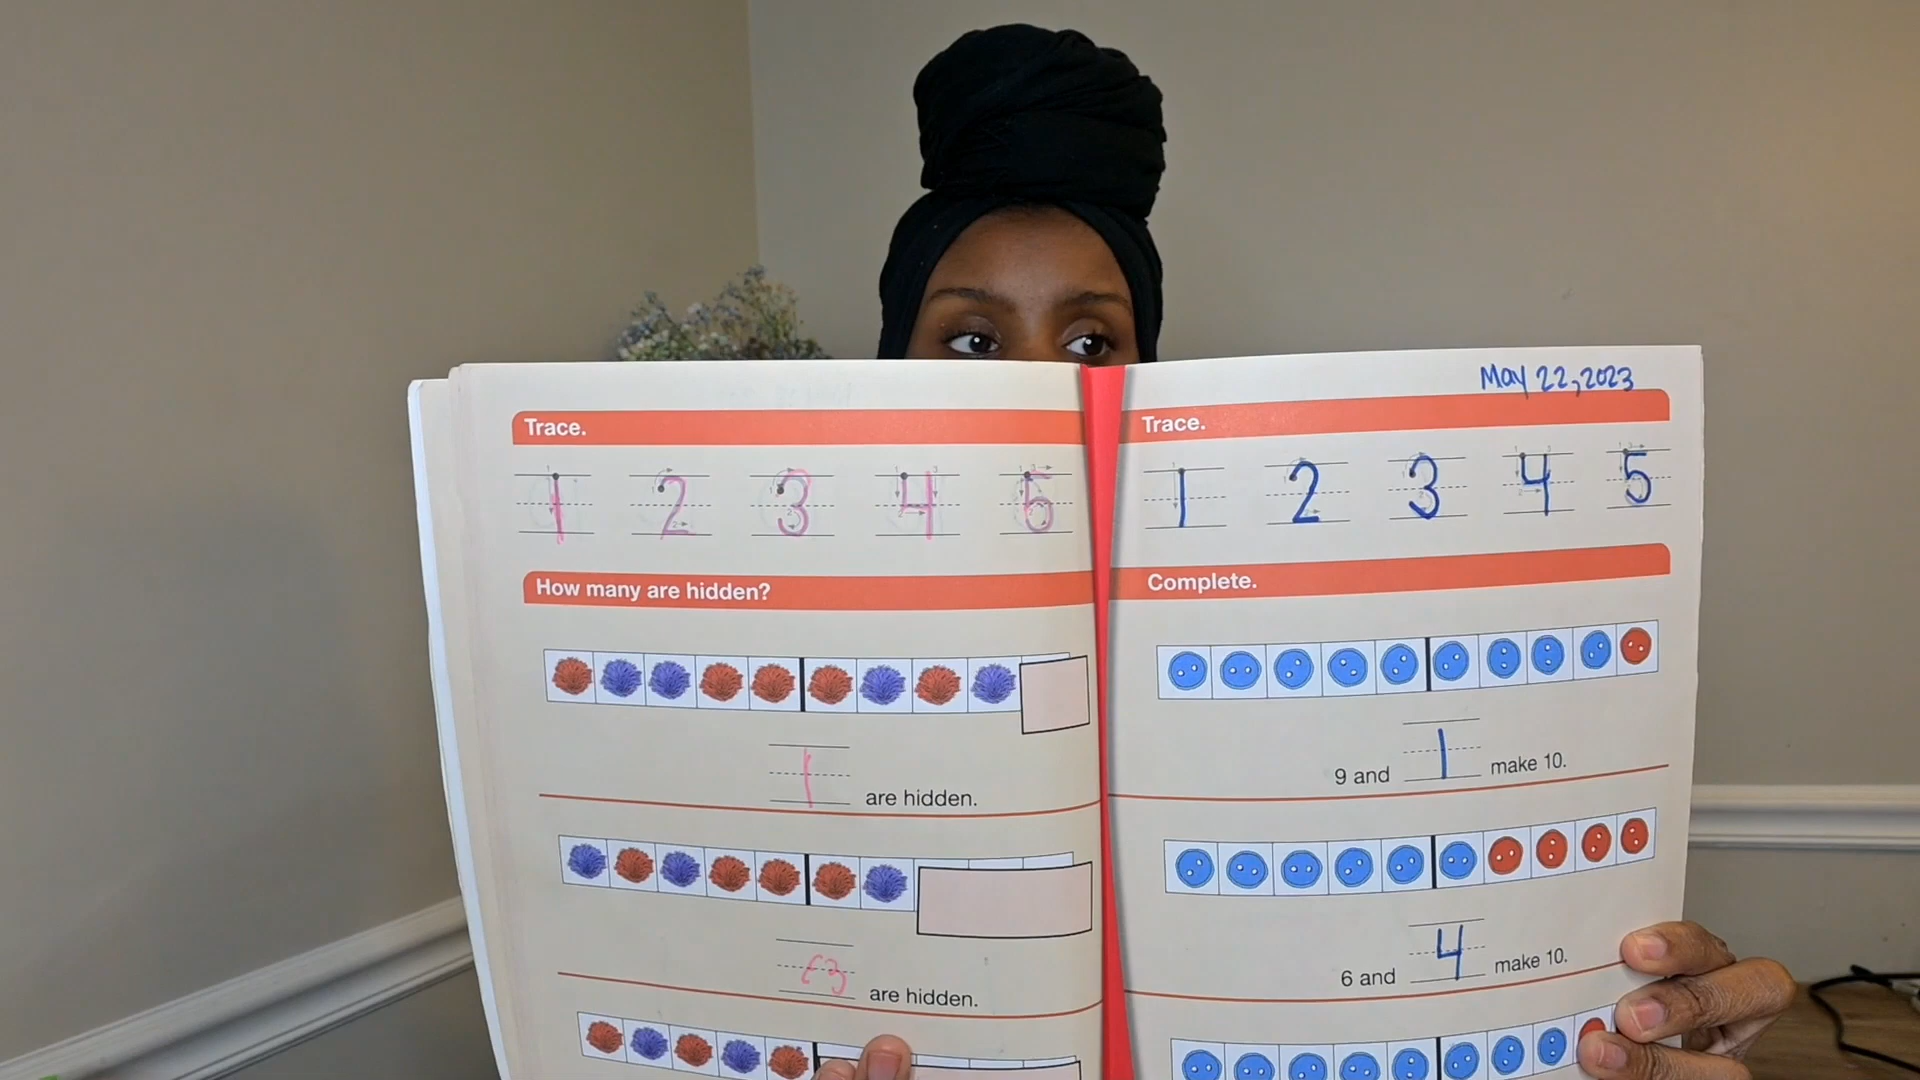 Trace.
1 2 3 4 5
How many are hidden?
1 are hidden.
3 are hidden.
May 22, 2023
Trace.
1 2 3 4 5
Complete.
9 and 1 make 10.
6 and 4 make 10.